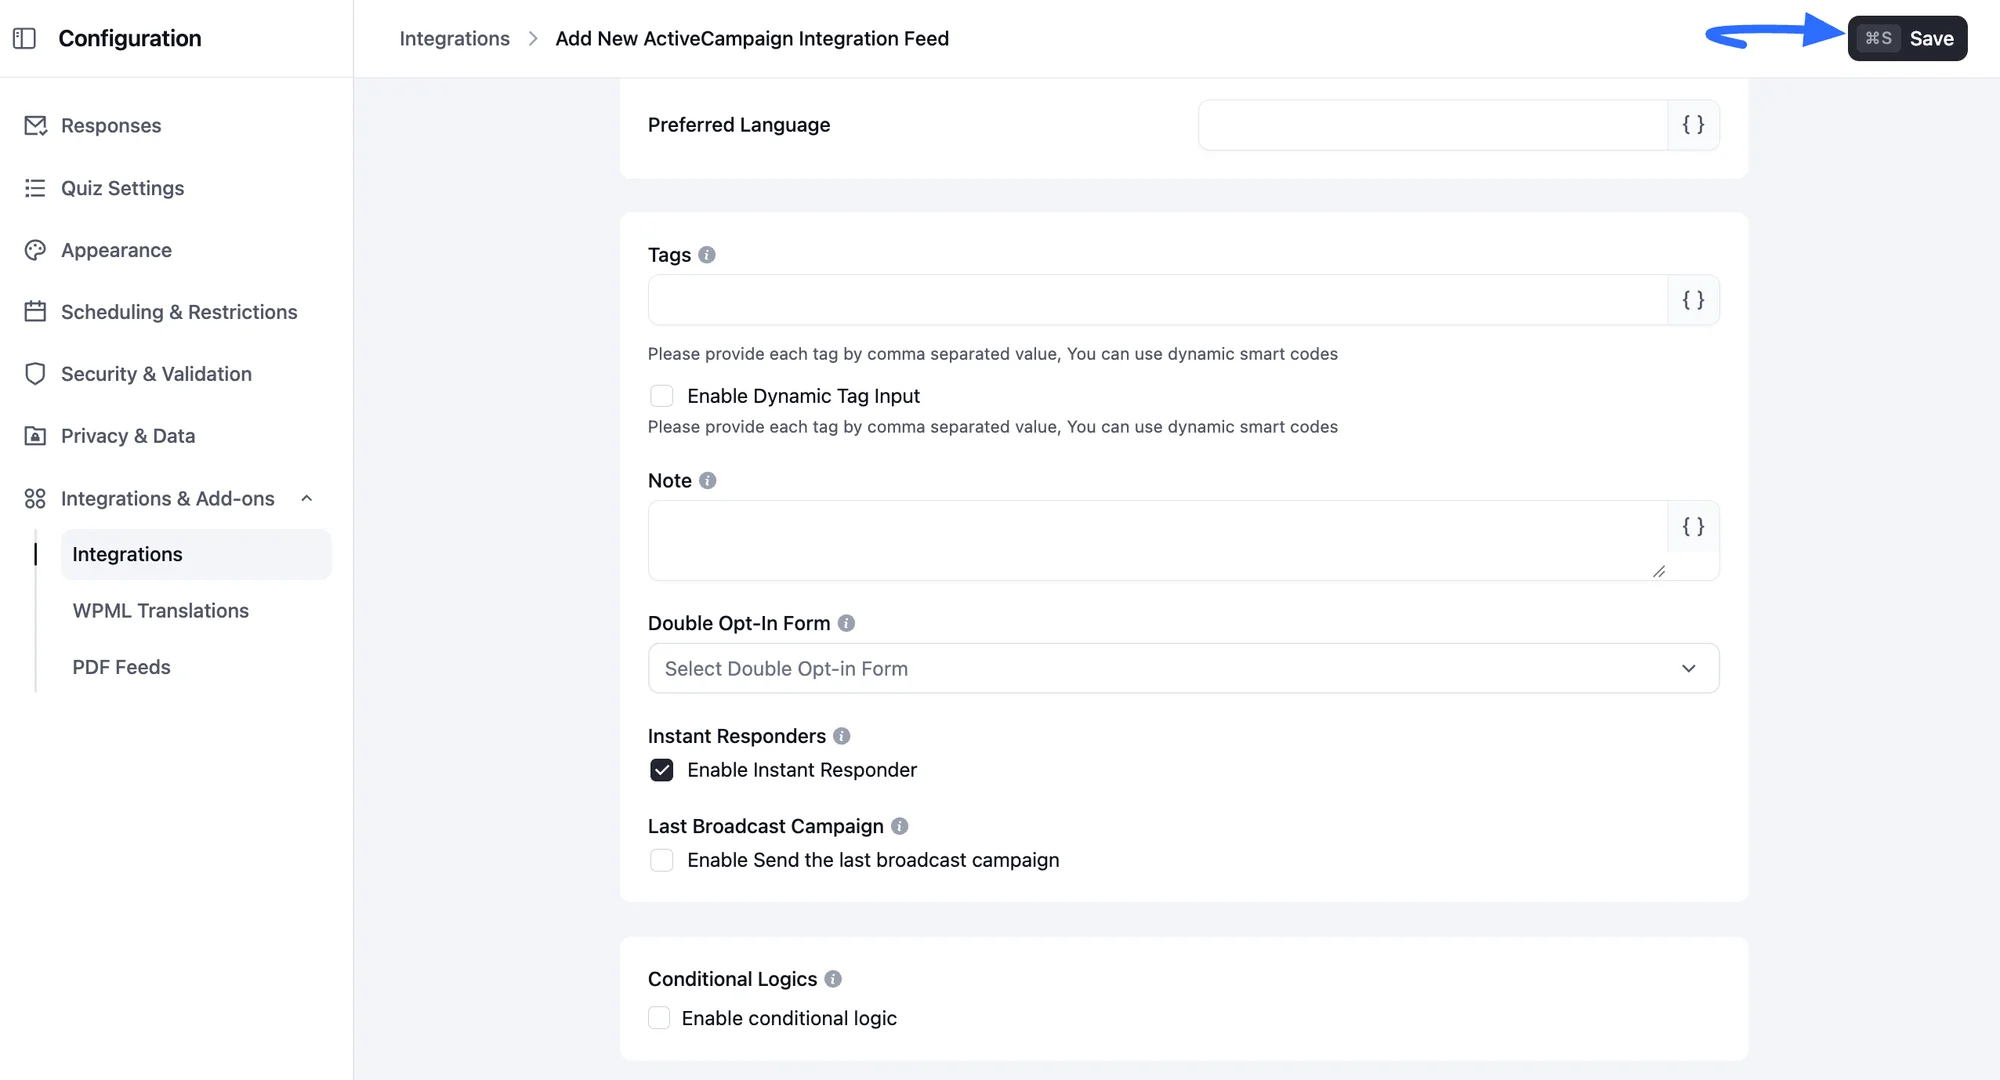 Configuration
Integrations > Add New ActiveCampaign Integration Feed
⌘S Save
Responses
Quiz Settings
Appearance
Scheduling & Restrictions
Security & Validation
Privacy & Data
Integrations & Add-ons
Integrations
WPML Translations
PDF Feeds
Preferred Language
{ }
Tags
{ }
Please provide each tag by comma separated value, You can use dynamic smart codes
Enable Dynamic Tag Input
Please provide each tag by comma separated value, You can use dynamic smart codes
Note
{ }
Double Opt-In Form
Select Double Opt-in Form
Instant Responders
Enable Instant Responder
Last Broadcast Campaign
Enable Send the last broadcast campaign
Conditional Logics
Enable conditional logic